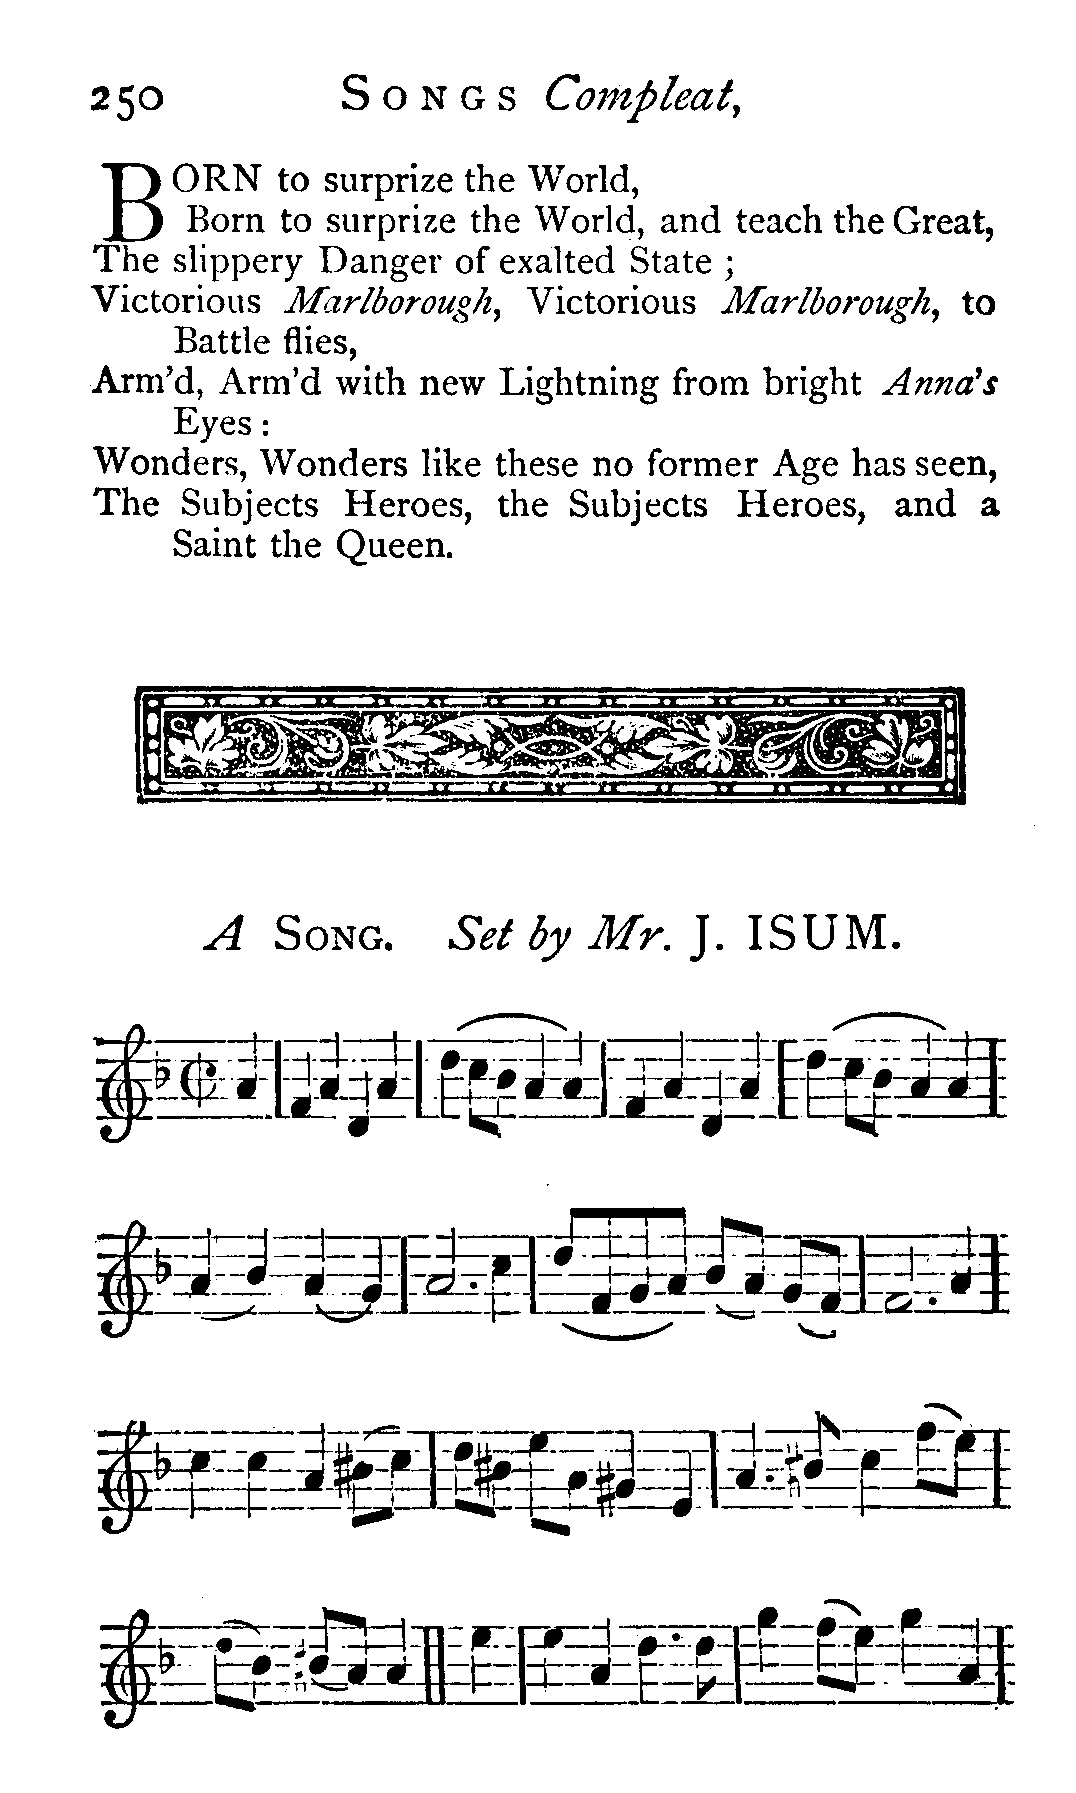 250 SONGS Compleat,
BORN to surprize the World,
Born to surprize the World, and teach the Great,
The slippery Danger of exalted State ;
Victorious Marlborough, Victorious Marlborough, to
Battle flies,
Arm'd, Arm'd with new Lightning from bright Anna's
Eyes :
Wonders, Wonders like these no former Age has seen,
The Subjects Heroes, the Subjects Heroes, and a
Saint the Queen.
A SONG. Set by Mr. J. ISUM.